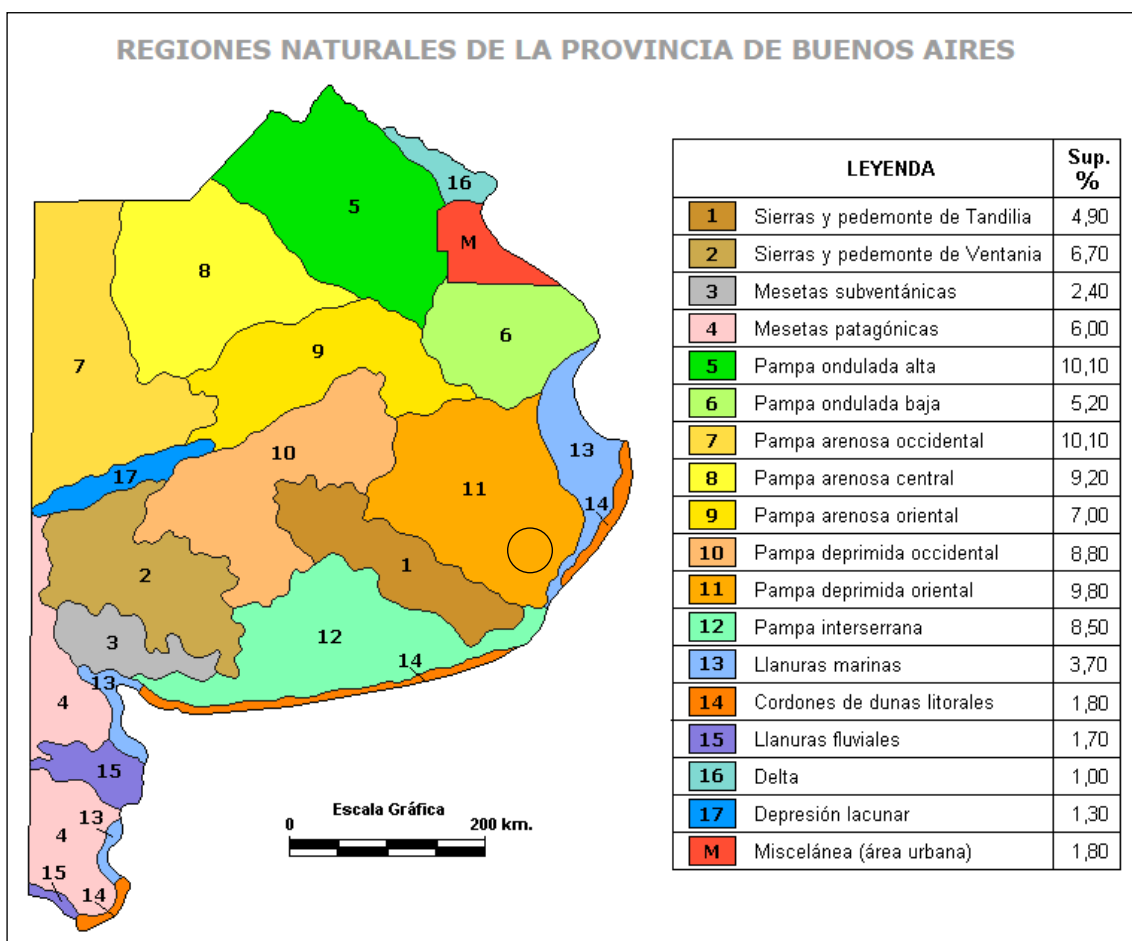 REGIONES NATURALES DE LA PROVINCIA DE BUENOS AIRES
LEYENDA Sup. %
1 Sierras y pedemonte de Tandilia 4,90
2 Sierras y pedemonte de Ventania 6,70
3 Mesetas subventánicas 2,40
4 Mesetas patagónicas 6,00
5 Pampa ondulada alta 10,10
6 Pampa ondulada baja 5,20
7 Pampa arenosa occidental 10,10
8 Pampa arenosa central 9,20
9 Pampa arenosa oriental 7,00
10 Pampa deprimida occidental 8,80
11 Pampa deprimida oriental 9,80
12 Pampa interserrana 8,50
13 Llanuras marinas 3,70
14 Cordones de dunas litorales 1,80
15 Llanuras fluviales 1,70
16 Delta 1,00
17 Depresión lacunar 1,30
M Miscelánea (área urbana) 1,80
16
5
M
8
6
9
7
10
13
17
11
14
1
2
12
3
14
13
4
15
13
4
15
14
Escala Gráfica
0 200 km.